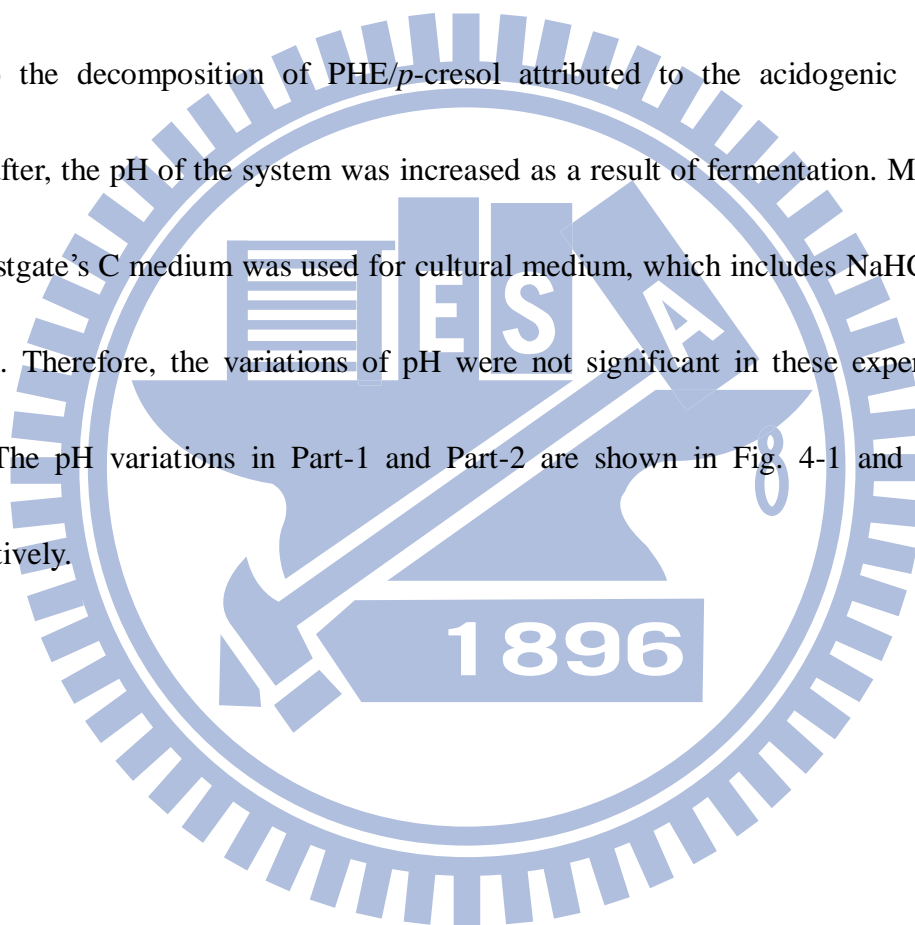 the decomposition of PHE/p-cresol attributed to the acidogenic
after, the pH of the system was increased as a result of fermentation. M
stgate’s C medium was used for cultural medium, which includes NaHC
. Therefore, the variations of pH were not significant in these exper
The pH variations in Part-1 and Part-2 are shown in Fig. 4-1 and
tively.
E S A 8
1896